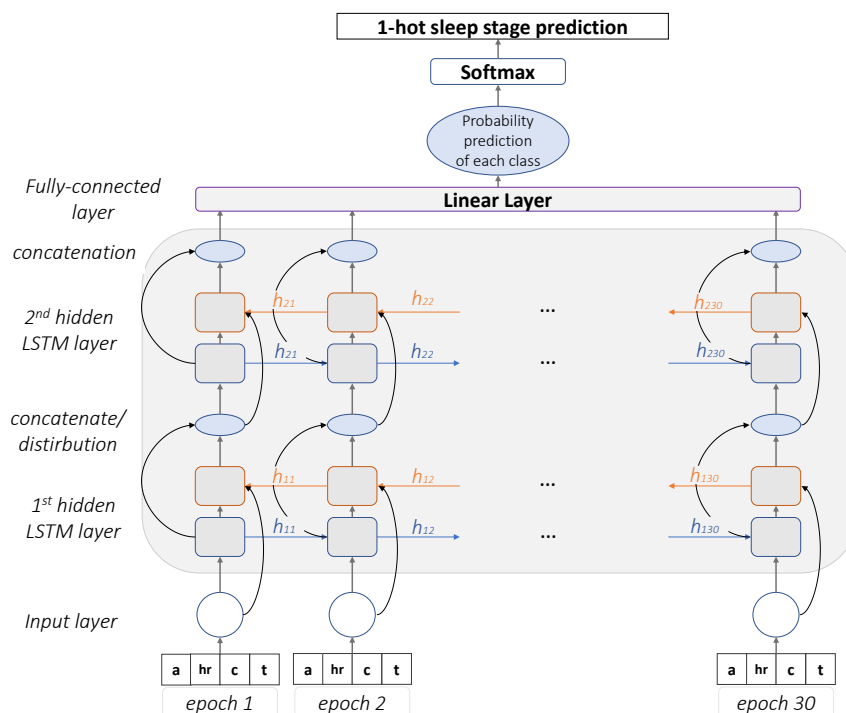 1-hot sleep stage prediction
Softmax
Probability
prediction
of each class
Fully-connected
layer
Linear Layer
concatenation
2nd hidden
LSTM layer
h21
h22
...
h230
h21
h22
...
h230
concatenate/
distirbution
1st hidden
LSTM layer
h11
h12
...
h130
h11
h12
...
h130
Input layer
a hr c t
a hr c t
a hr c t
epoch 1
epoch 2
epoch 30